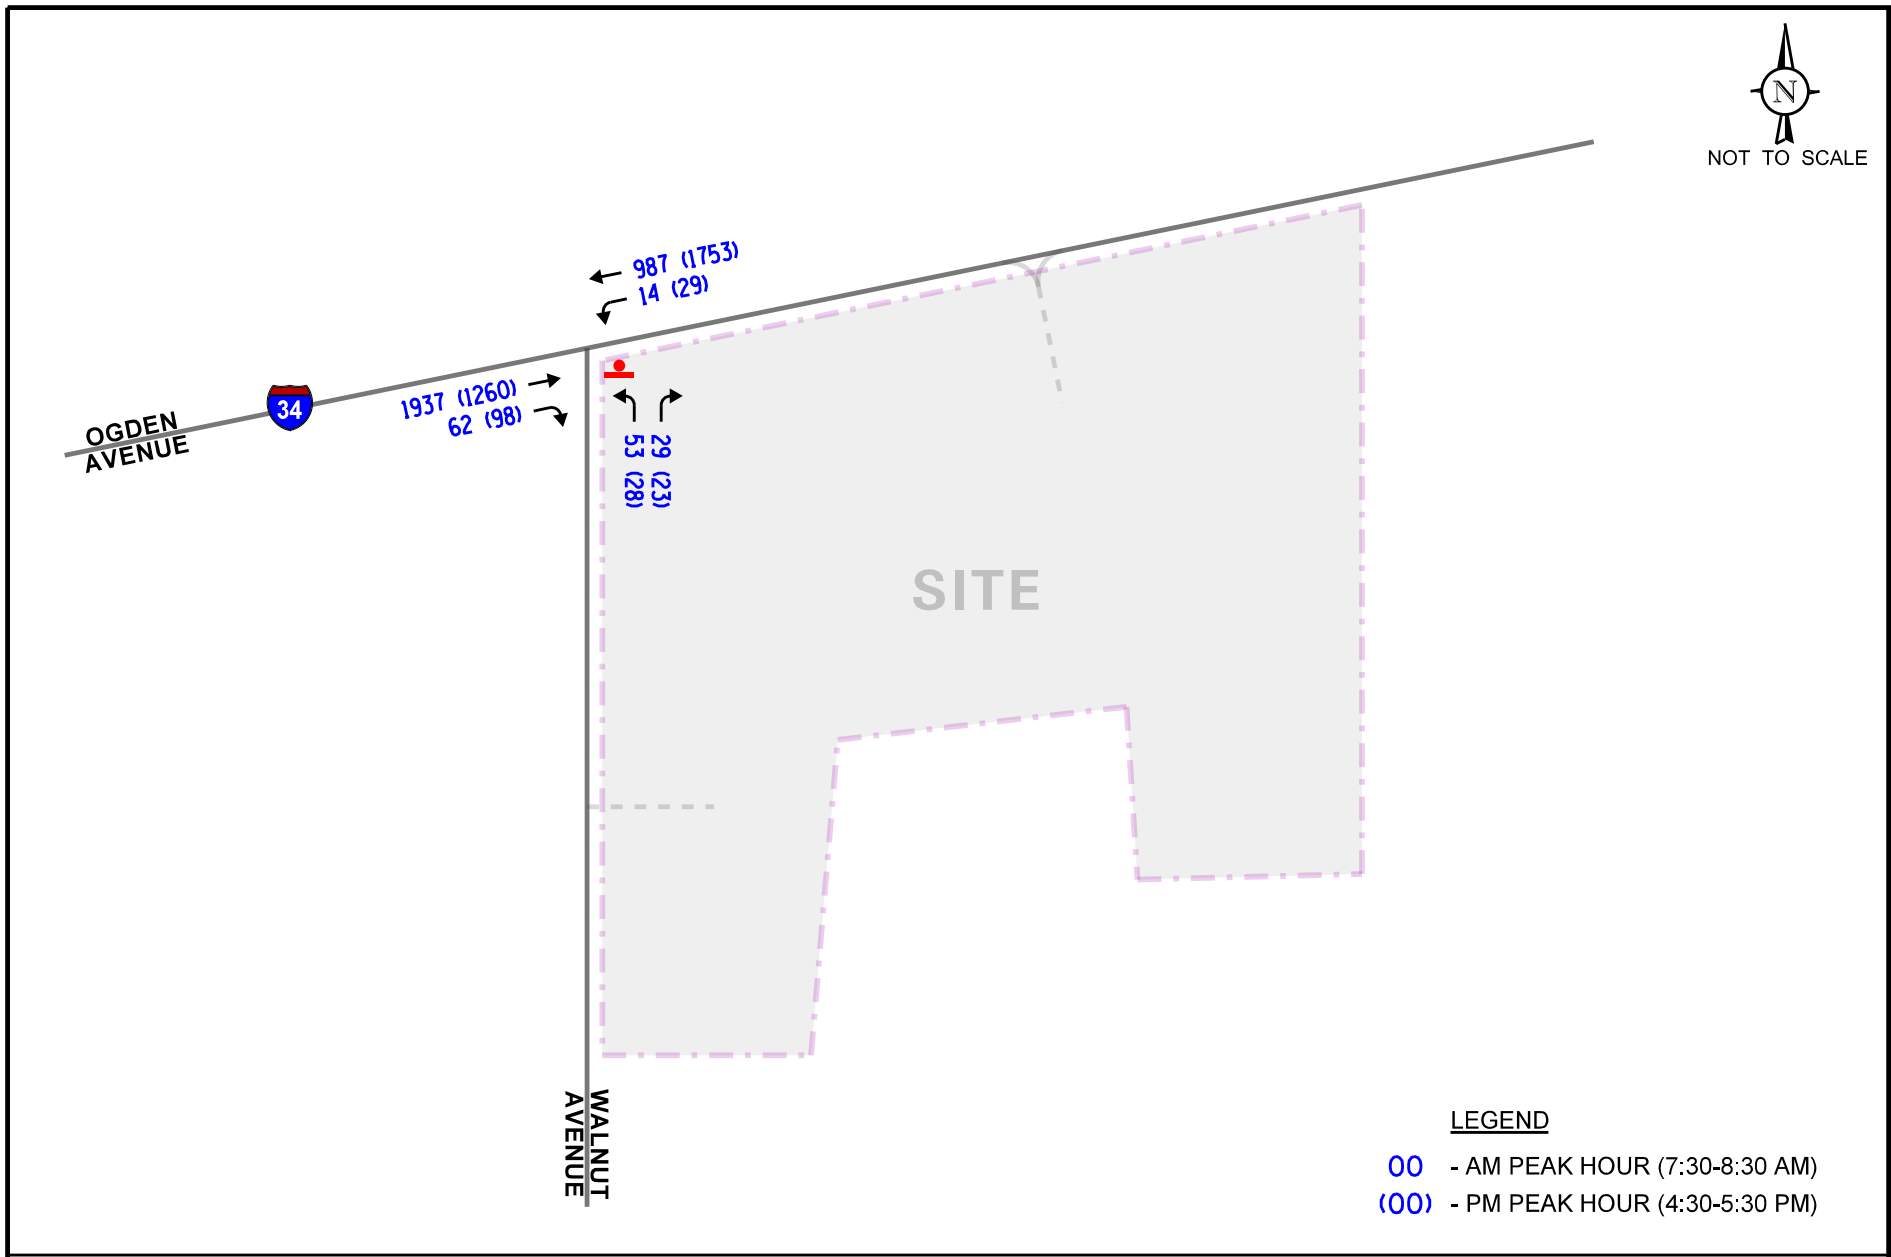 N
NOT TO SCALE
987 (1753)
14 (29)
1937 (1260)
62 (98)
34
OGDEN
AVENUE
29 (23)
53 (28)
SITE
WALNUT
AVENUE
LEGEND
00 - AM PEAK HOUR (7:30-8:30 AM)
(00) - PM PEAK HOUR (4:30-5:30 PM)